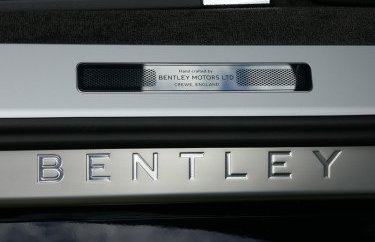 Hand crafted by
BENTLEY MOTORS LTD
CREWE, ENGLAND
BENTLEY